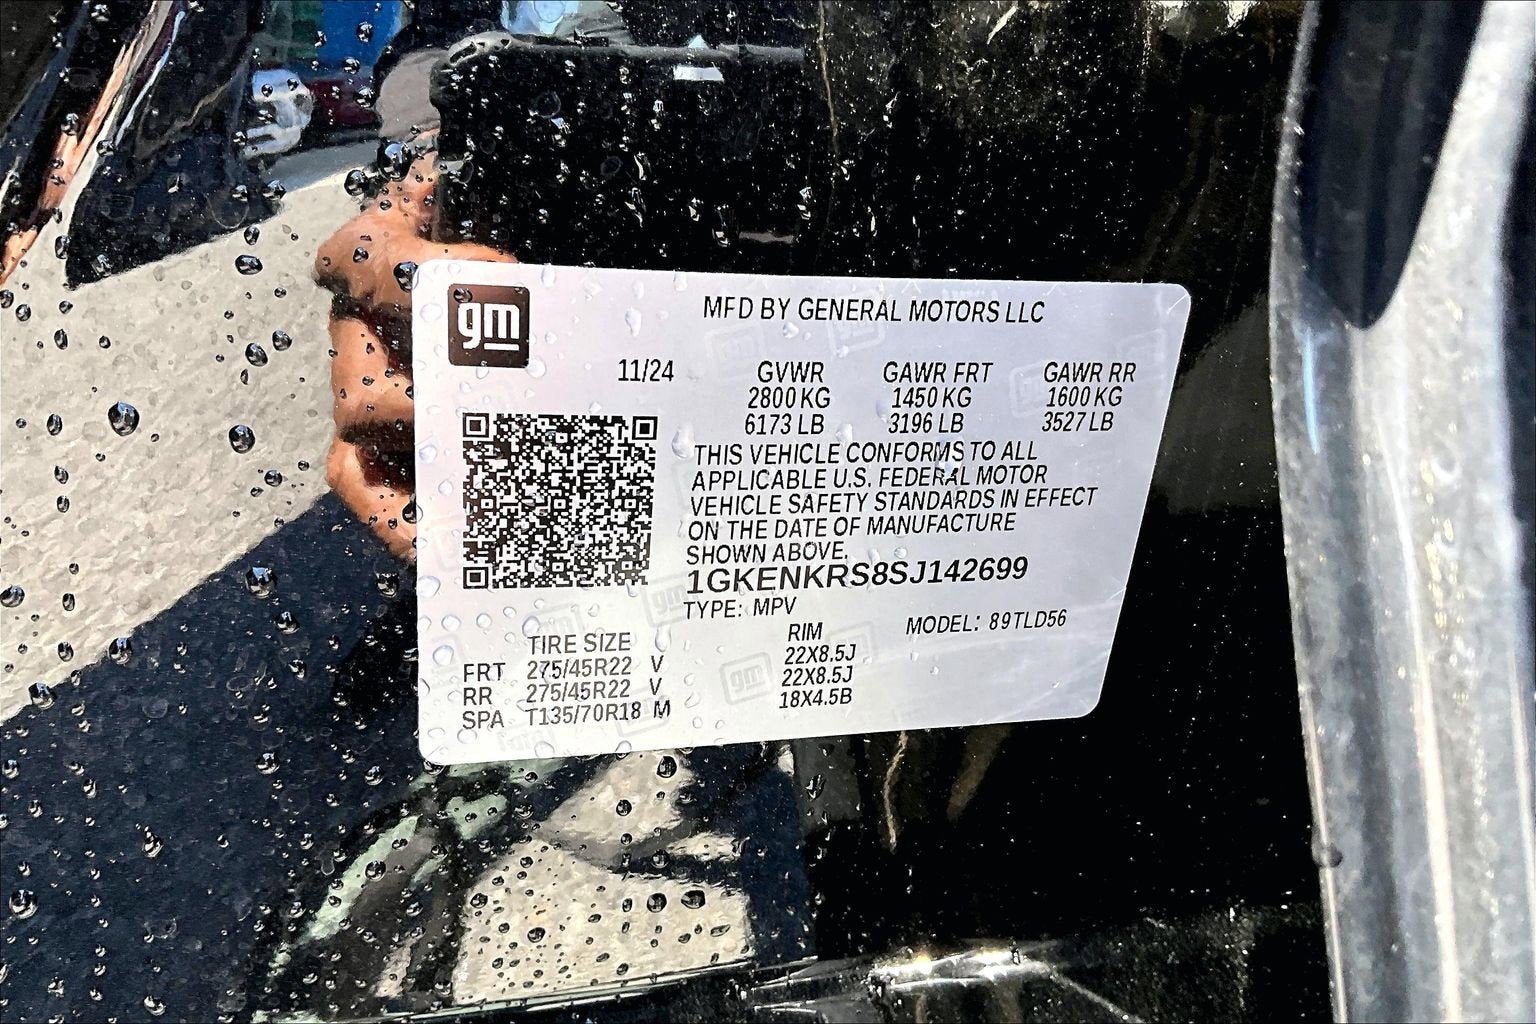 gm
MFD BY GENERAL MOTORS LLC
11/24 GVWR GAWR FRT GAWR RR
2800 KG 1450 KG 1600 KG
6173 LB 3196 LB 3527 LB
THIS VEHICLE CONFORMS TO ALL
APPLICABLE U.S. FEDERAL MOTOR
VEHICLE SAFETY STANDARDS IN EFFECT
ON THE DATE OF MANUFACTURE
SHOWN ABOVE.
1GKENKRS8SJ142699
TYPE: MPV MODEL: 89TLD56
TIRE SIZE RIM
FRT 275/45R22 V 22X8.5J
RR 275/45R22 V 22X8.5J
SPA T135/70R18 M 18X4.5B